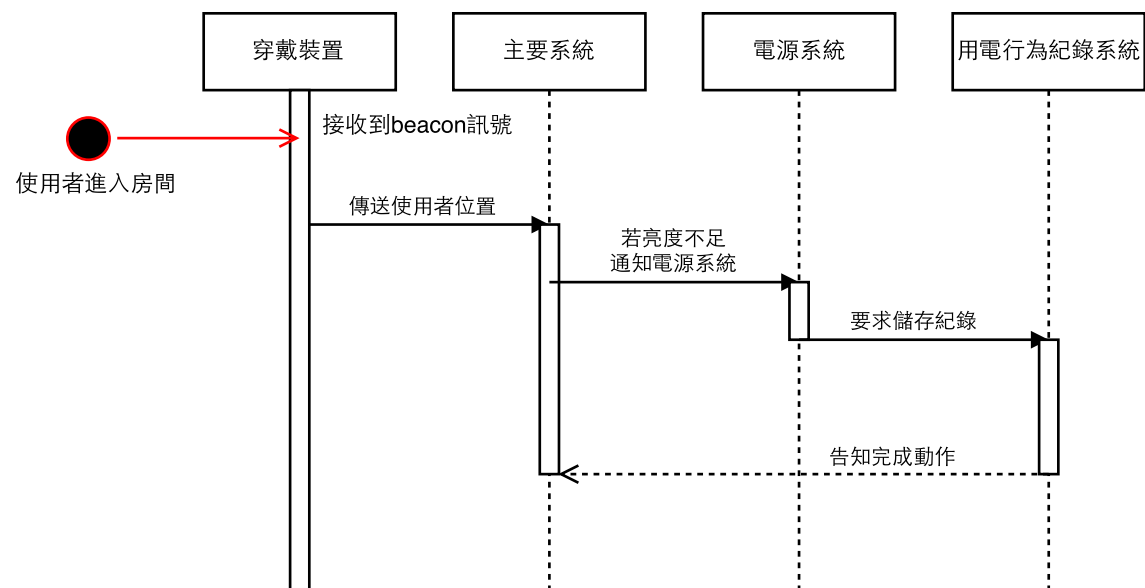 穿戴裝置
主要系統
電源系統
用電行為紀錄系統
接收到beacon訊號
使用者進入房間
傳送使用者位置
若亮度不足
通知電源系統
要求儲存紀錄
告知完成動作